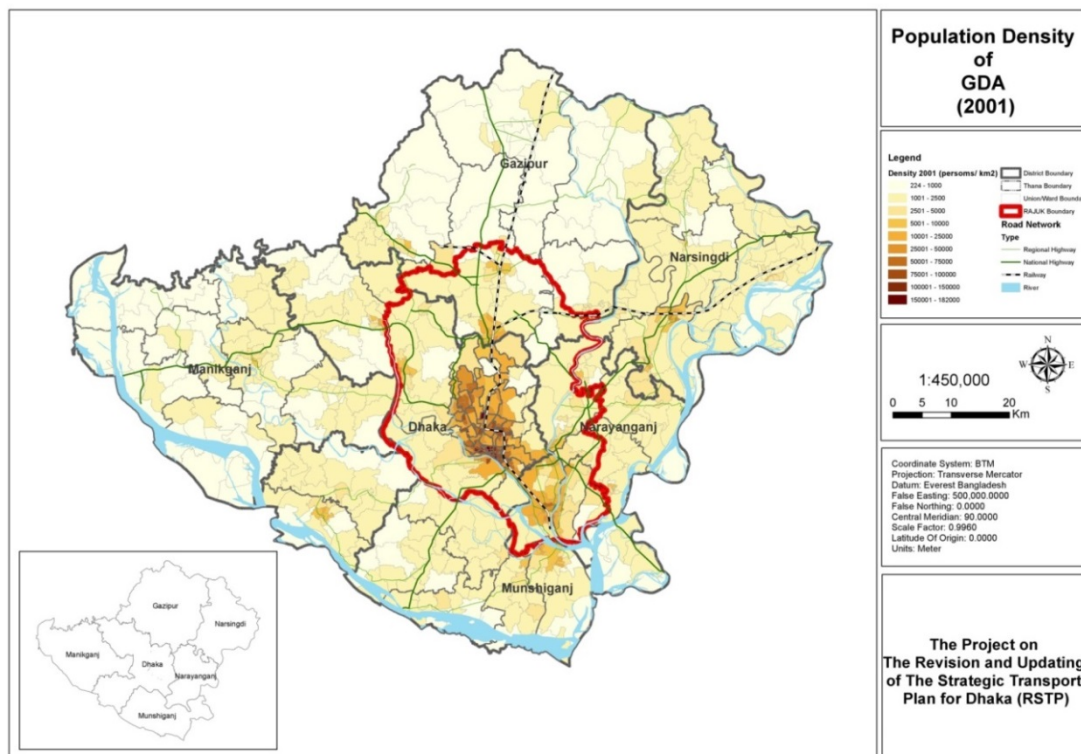 Population Density
of
GDA
(2001)
Legend
Density 2001 (persoms/ km2)
224 - 1000
1001 - 2500
2501 - 5000
5001 - 10000
10001 - 25000
25001 - 50000
50001 - 75000
75001 - 100000
100001 - 150000
150001 - 182000
District Boundary
Thana Boundary
Union/Ward Bounda
RAJUK Boundary
Road Network
Type
Regional Highway
National Highway
Railway
River
1:450,000
0 5 10 20
Km
N
W E
S
Coordinate System: BTM
Projection: Transverse Mercator
Datum: Everest Bangladesh
False Easting: 500,000.0000
False Northing: 0.0000
Central Meridian: 90.0000
Scale Factor: 0.9960
Latitude Of Origin: 0.0000
Units: Meter
The Project on
The Revision and Updating
of The Strategic Transport
Plan for Dhaka (RSTP)
Gazipur
Narsingdi
Manikganj
Dhaka
Narayanganj
Munshiganj
Gazipur
Narsingdi
Manikganj
Dhaka
Narayanganj
Munshiganj